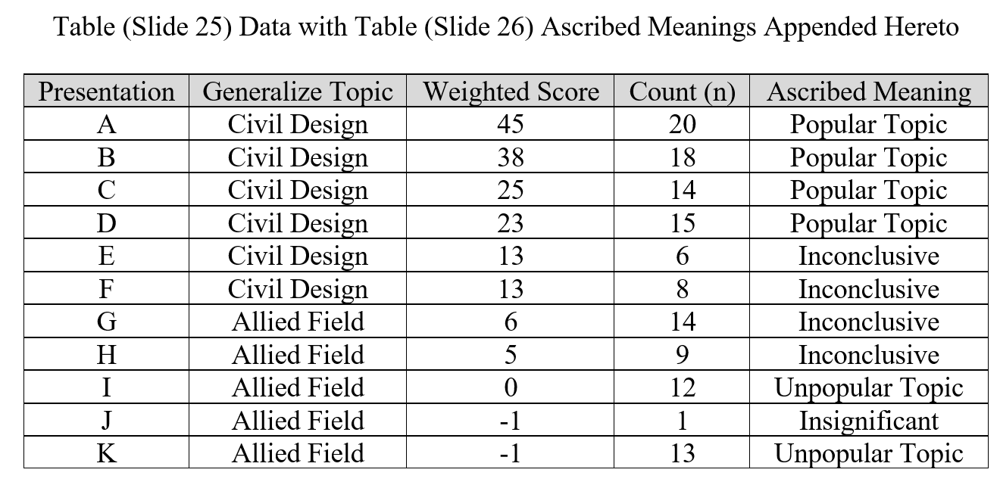 Table (Slide 25) Data with Table (Slide 26) Ascribed Meanings Appended Hereto
Presentation Generalize Topic Weighted Score Count (n) Ascribed Meaning
A Civil Design 45 20 Popular Topic
B Civil Design 38 18 Popular Topic
C Civil Design 25 14 Popular Topic
D Civil Design 23 15 Popular Topic
E Civil Design 13 6 Inconclusive
F Civil Design 13 8 Inconclusive
G Allied Field 6 14 Inconclusive
H Allied Field 5 9 Inconclusive
I Allied Field 0 12 Unpopular Topic
J Allied Field -1 1 Insignificant
K Allied Field -1 13 Unpopular Topic